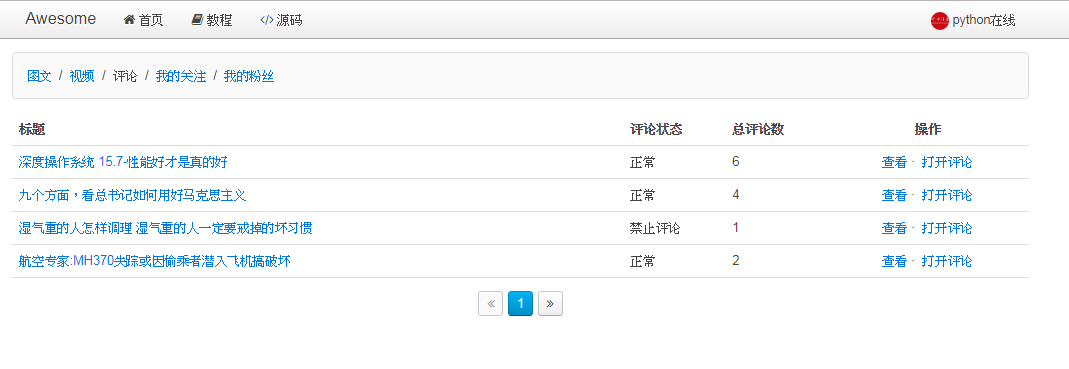 Awesome 首页 教程 </> 源码 python在线
图文 / 视频 / 评论 / 我的关注 / 我的粉丝
标题 评论状态 总评论数 操作
深度操作系统 15.7-性能好才是真的好 正常 6 查看 · 打开评论
九个方面，看总书记如何用好马克思主义 正常 4 查看 · 打开评论
湿气重的人怎样调理 湿气重的人一定要戒掉的坏习惯 禁止评论 1 查看 · 打开评论
航空专家:MH370失踪或因偷乘者潜入飞机搞破坏 正常 2 查看 · 打开评论
« 1 »